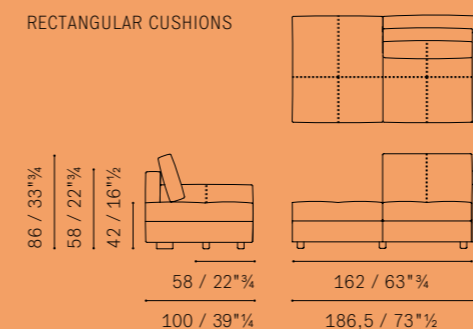 RECTANGULAR CUSHIONS
86 / 33"¾
58 / 22"¾
42 / 16"½
58 / 22"¾
162 / 63"¾
100 / 39"¼
186,5 / 73"½